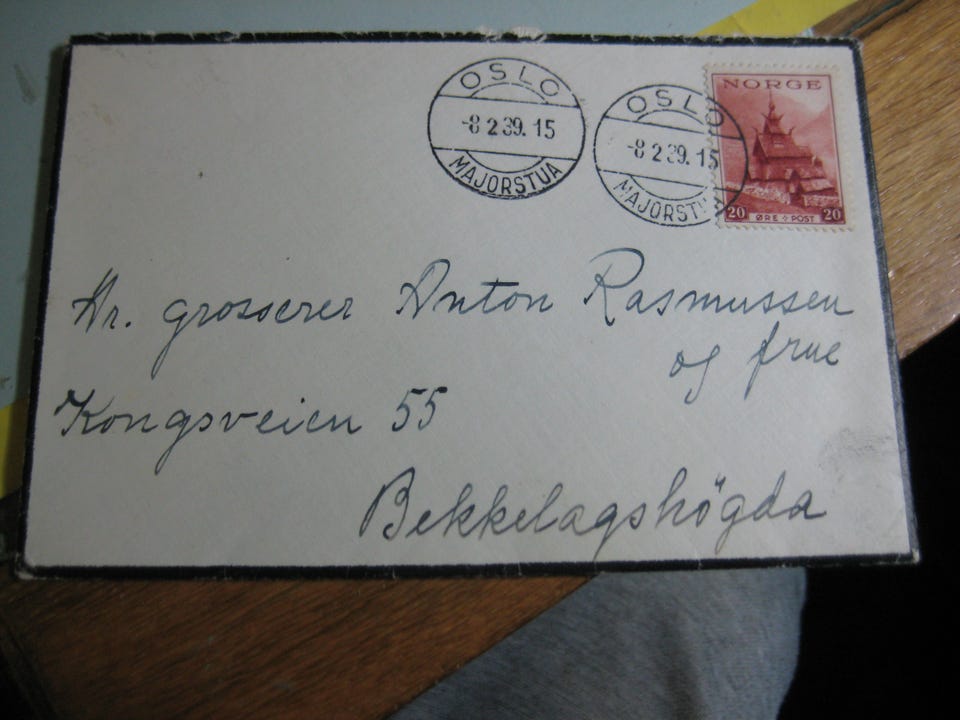 OSLO
-8 2 39. 15
MAJORSTUA
OSLO
-8 2 39. 15
MAJORSTUA
NORGE
20 ØRE POST 20
Hr. grosserer Anton Rasmussen
og frue
Kongsveien 55
Bekkelagshögda